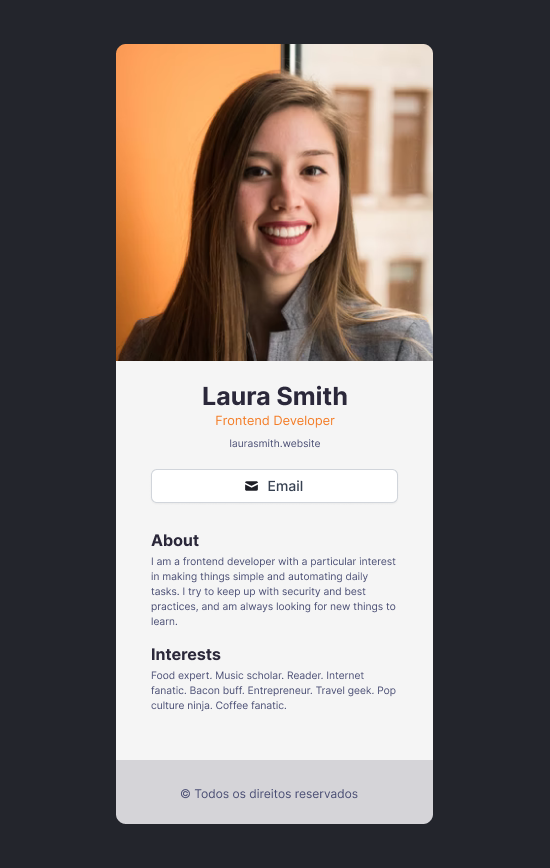 Laura Smith
Frontend Developer
laurasmith.website
Email
About
I am a frontend developer with a particular interest
in making things simple and automating daily
tasks. I try to keep up with security and best
practices, and am always looking for new things to
learn.
Interests
Food expert. Music scholar. Reader. Internet
fanatic. Bacon buff. Entrepreneur. Travel geek. Pop
culture ninja. Coffee fanatic.
© Todos os direitos reservados